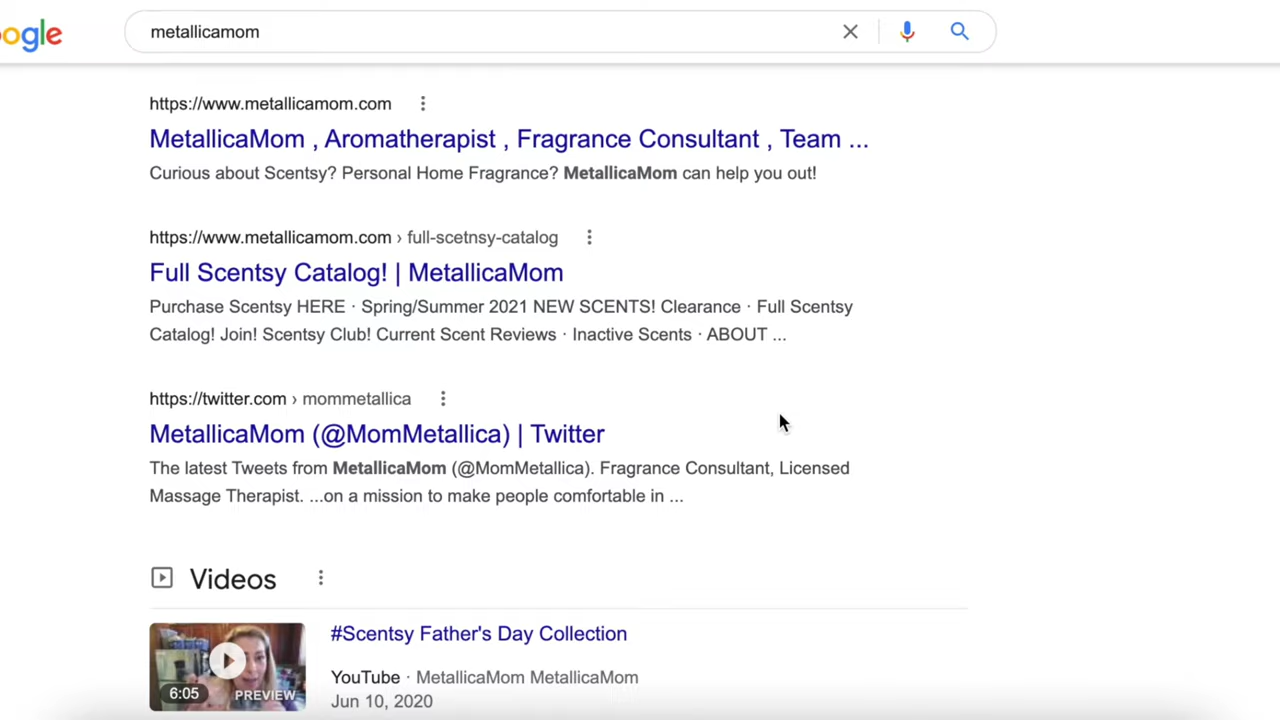 ogle metallicamom
https://www.metallicamom.com
MetallicaMom , Aromatherapist , Fragrance Consultant , Team ...
Curious about Scentsy? Personal Home Fragrance? MetallicaMom can help you out!
https://www.metallicamom.com › full-scetnsy-catalog
Full Scentsy Catalog! | MetallicaMom
Purchase Scentsy HERE · Spring/Summer 2021 NEW SCENTS! Clearance · Full Scentsy
Catalog! Join! Scentsy Club! Current Scent Reviews · Inactive Scents · ABOUT ...
https://twitter.com › mommetallica
MetallicaMom (@MomMetallica) | Twitter
The latest Tweets from MetallicaMom (@MomMetallica). Fragrance Consultant, Licensed
Massage Therapist. ...on a mission to make people comfortable in ...
Videos
#Scentsy Father's Day Collection
6:05 PREVIEW
YouTube · MetallicaMom MetallicaMom
Jun 10, 2020